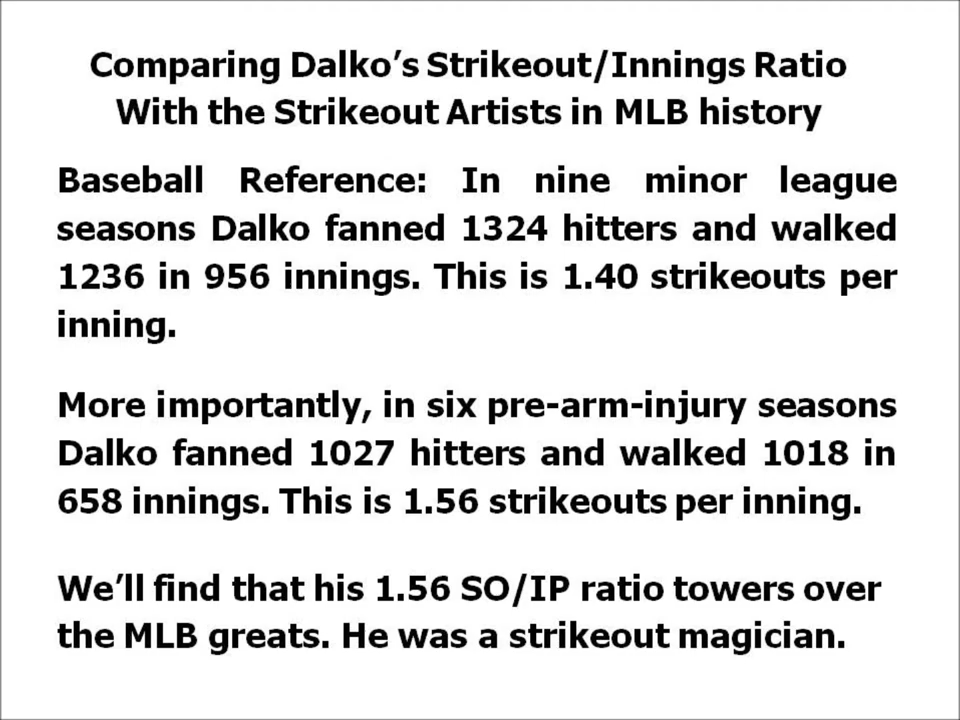 Comparing Dalko’s Strikeout/Innings Ratio
With the Strikeout Artists in MLB history
Baseball Reference: In nine minor league
seasons Dalko fanned 1324 hitters and walked
1236 in 956 innings. This is 1.40 strikeouts per
inning.
More importantly, in six pre-arm-injury seasons
Dalko fanned 1027 hitters and walked 1018 in
658 innings. This is 1.56 strikeouts per inning.
We’ll find that his 1.56 SO/IP ratio towers over
the MLB greats. He was a strikeout magician.